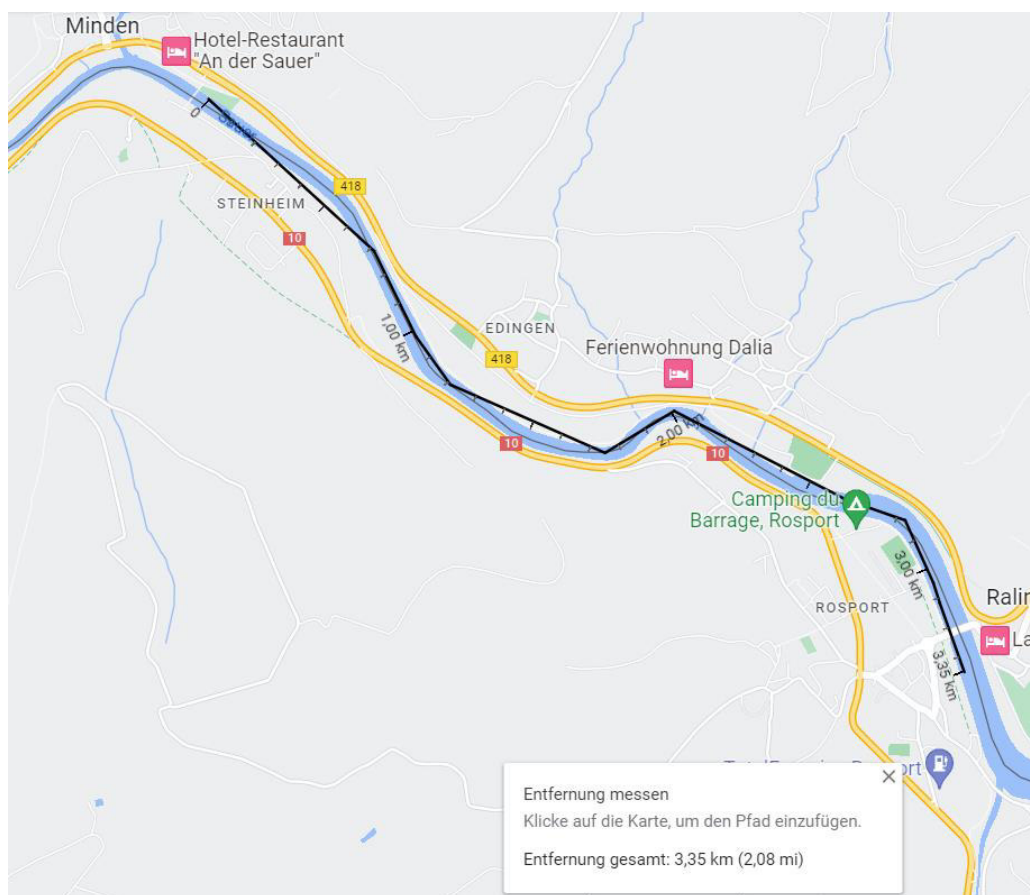 Minden
Hotel-Restaurant
"An der Sauer"
0
Sauer
418
STEINHEIM
10
1,00 km
EDINGEN
418
Ferienwohnung Dalia
2,00 km
10
10
Camping du
Barrage, Rosport
3,00 km
ROSPORT
3,35 km
Entfernung messen
Klicke auf die Karte, um den Pfad einzufügen.
Entfernung gesamt: 3,35 km (2,08 mi)